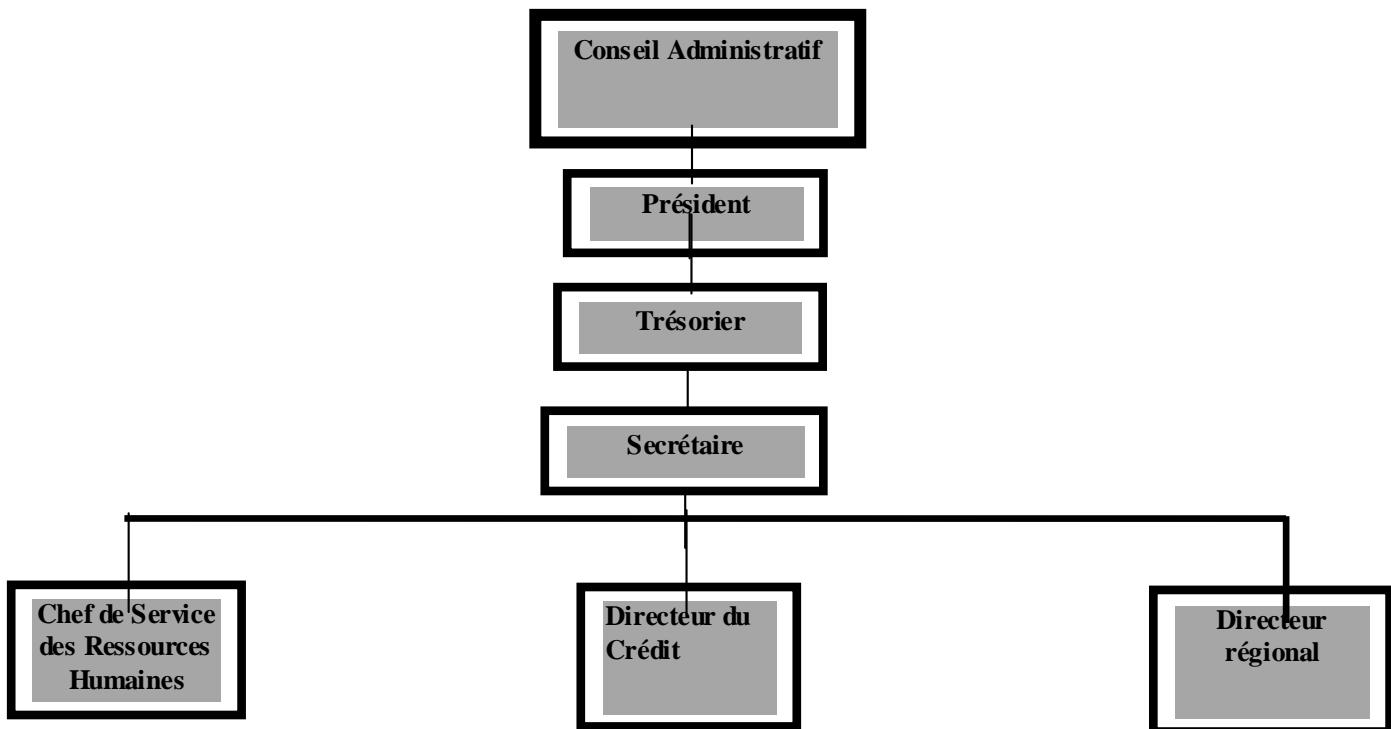 Conseil Administratif
Président
Trésorier
Secrétaire
Chef de Service
des Ressources
Humaines
Directeur du
Crédit
Directeur
régional